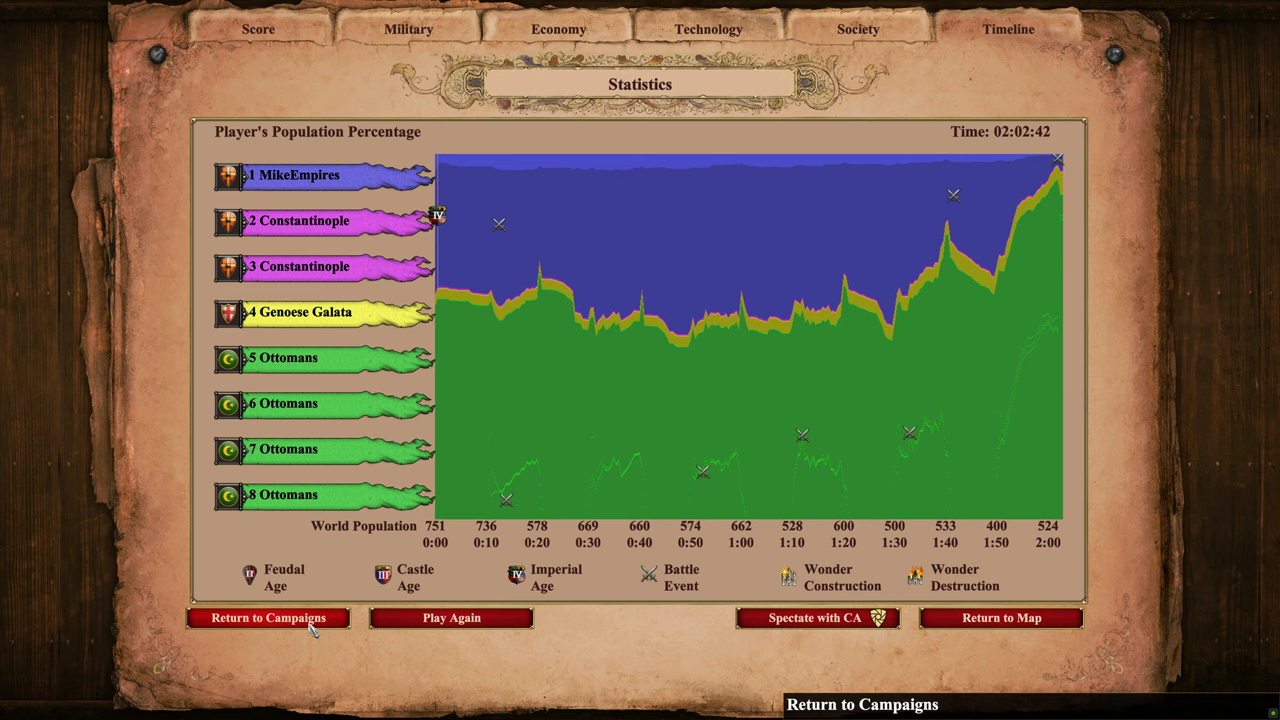 Score Military Economy Technology Society Timeline
Statistics
Player's Population Percentage
Time: 02:02:42
1 MikeEmpires
2 Constantinople
IV
3 Constantinople
4 Genoese Galata
5 Ottomans
6 Ottomans
7 Ottomans
8 Ottomans
World Population 751 736 578 669 660 574 662 528 600 500 533 400 524
0:00 0:10 0:20 0:30 0:40 0:50 1:00 1:10 1:20 1:30 1:40 1:50 2:00
II Feudal Age
III Castle Age
IV Imperial Age
Battle Event
Wonder Construction
Wonder Destruction
Return to Campaigns
Play Again
Spectate with CA
Return to Map
Return to Campaigns